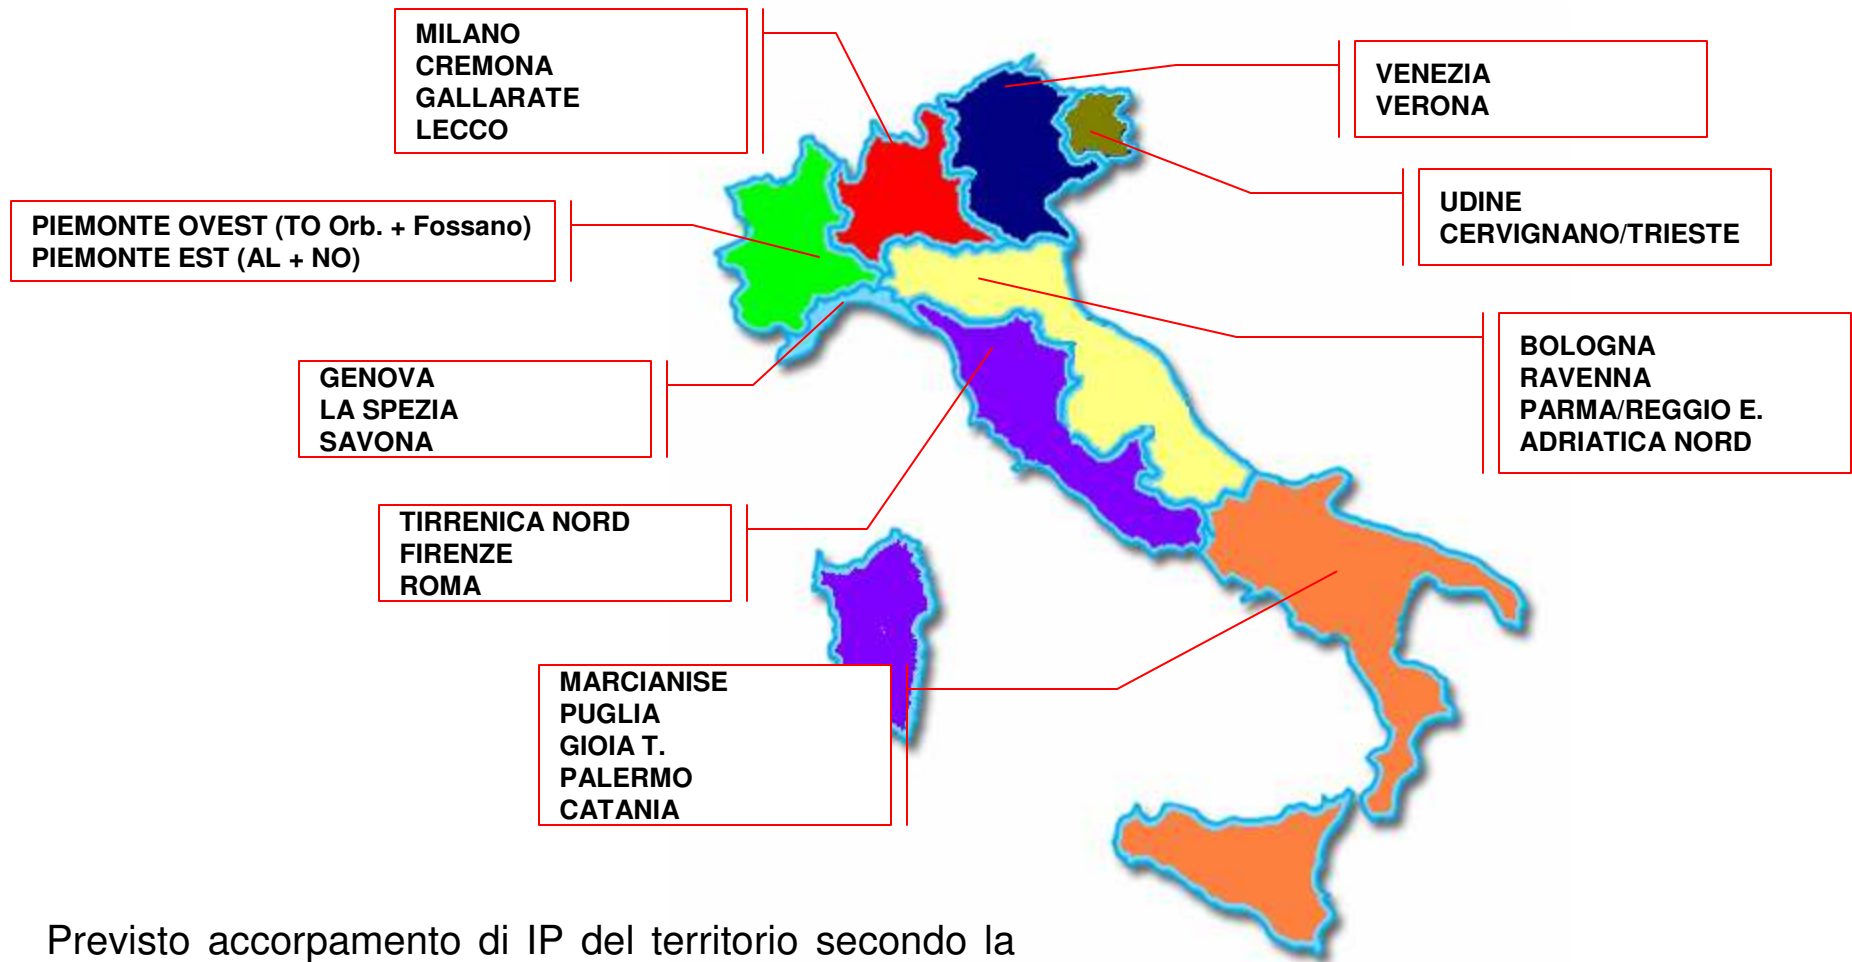 MILANO
CREMONA
GALLARATE
LECCO
VENEZIA
VERONA
UDINE
CERVIGNANO/TRIESTE
PIEMONTE OVEST (TO Orb. + Fossano)
PIEMONTE EST (AL + NO)
BOLOGNA
RAVENNA
PARMA/REGGIO E.
ADRIATICA NORD
GENOVA
LA SPEZIA
SAVONA
TIRRENICA NORD
FIRENZE
ROMA
MARCIANISE
PUGLIA
GIOIA T.
PALERMO
CATANIA
Previsto accorpamento di IP del territorio secondo la